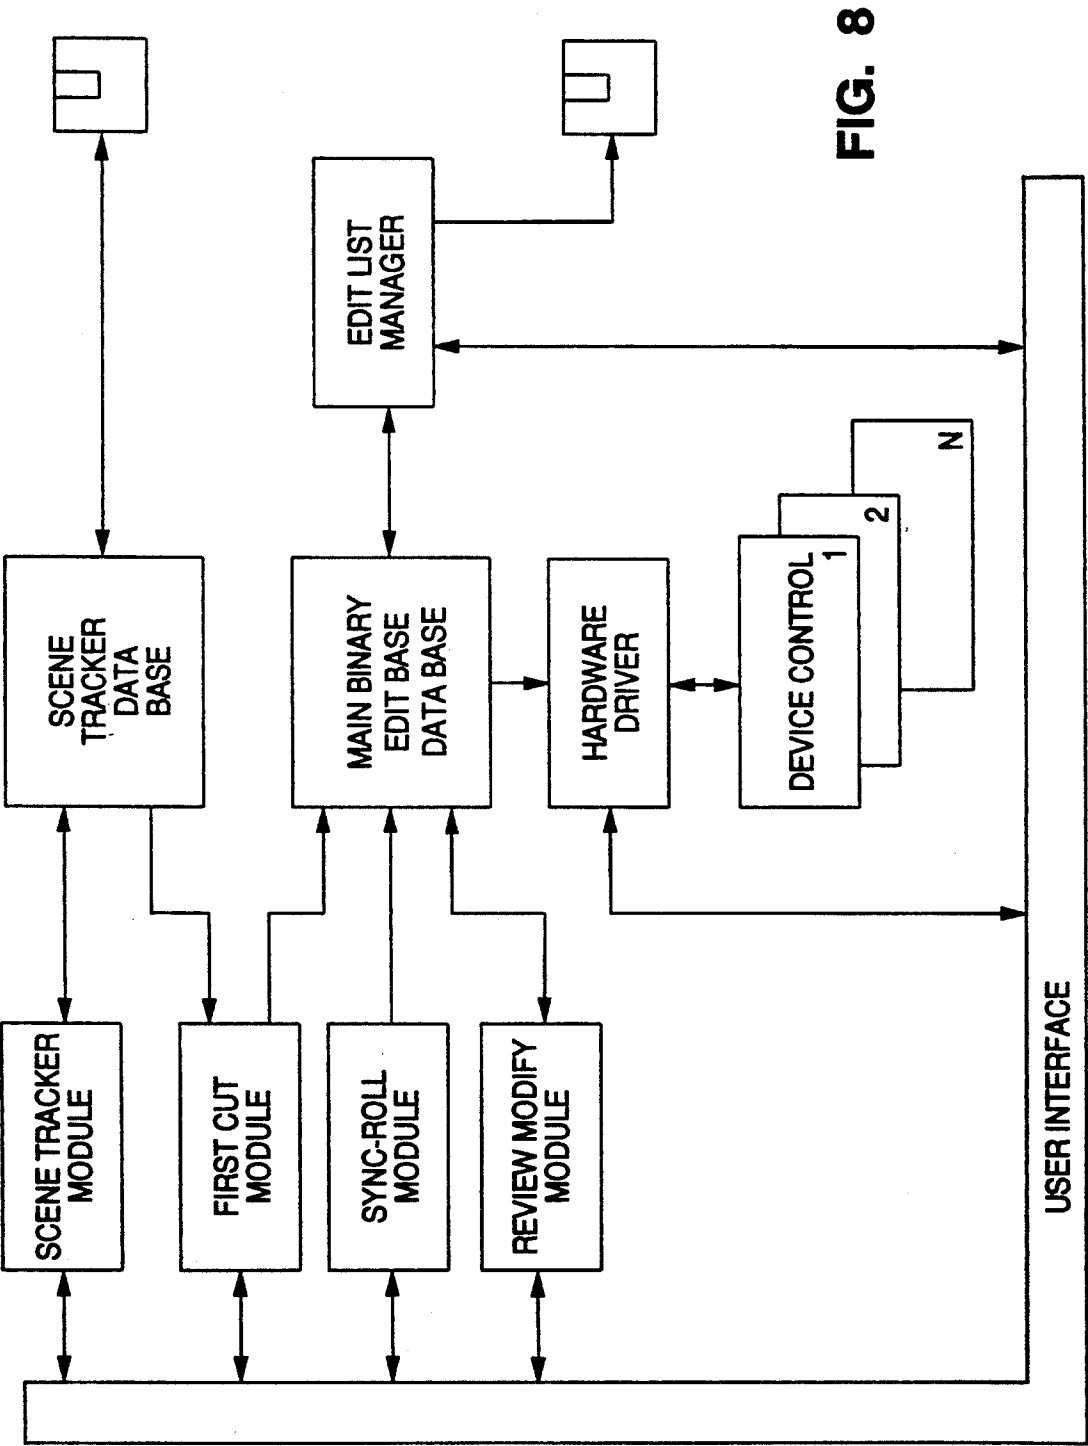 SCENE TRACKER
MODULE
FIRST CUT
MODULE
SYNC-ROLL
MODULE
REVIEW MODIFY
MODULE
SCENE
TRACKER
DATA
BASE
MAIN BINARY
EDIT BASE
DATA BASE
HARDWARE
DRIVER
DEVICE CONTROL
1
2
N
EDIT LIST
MANAGER
USER INTERFACE
FIG. 8